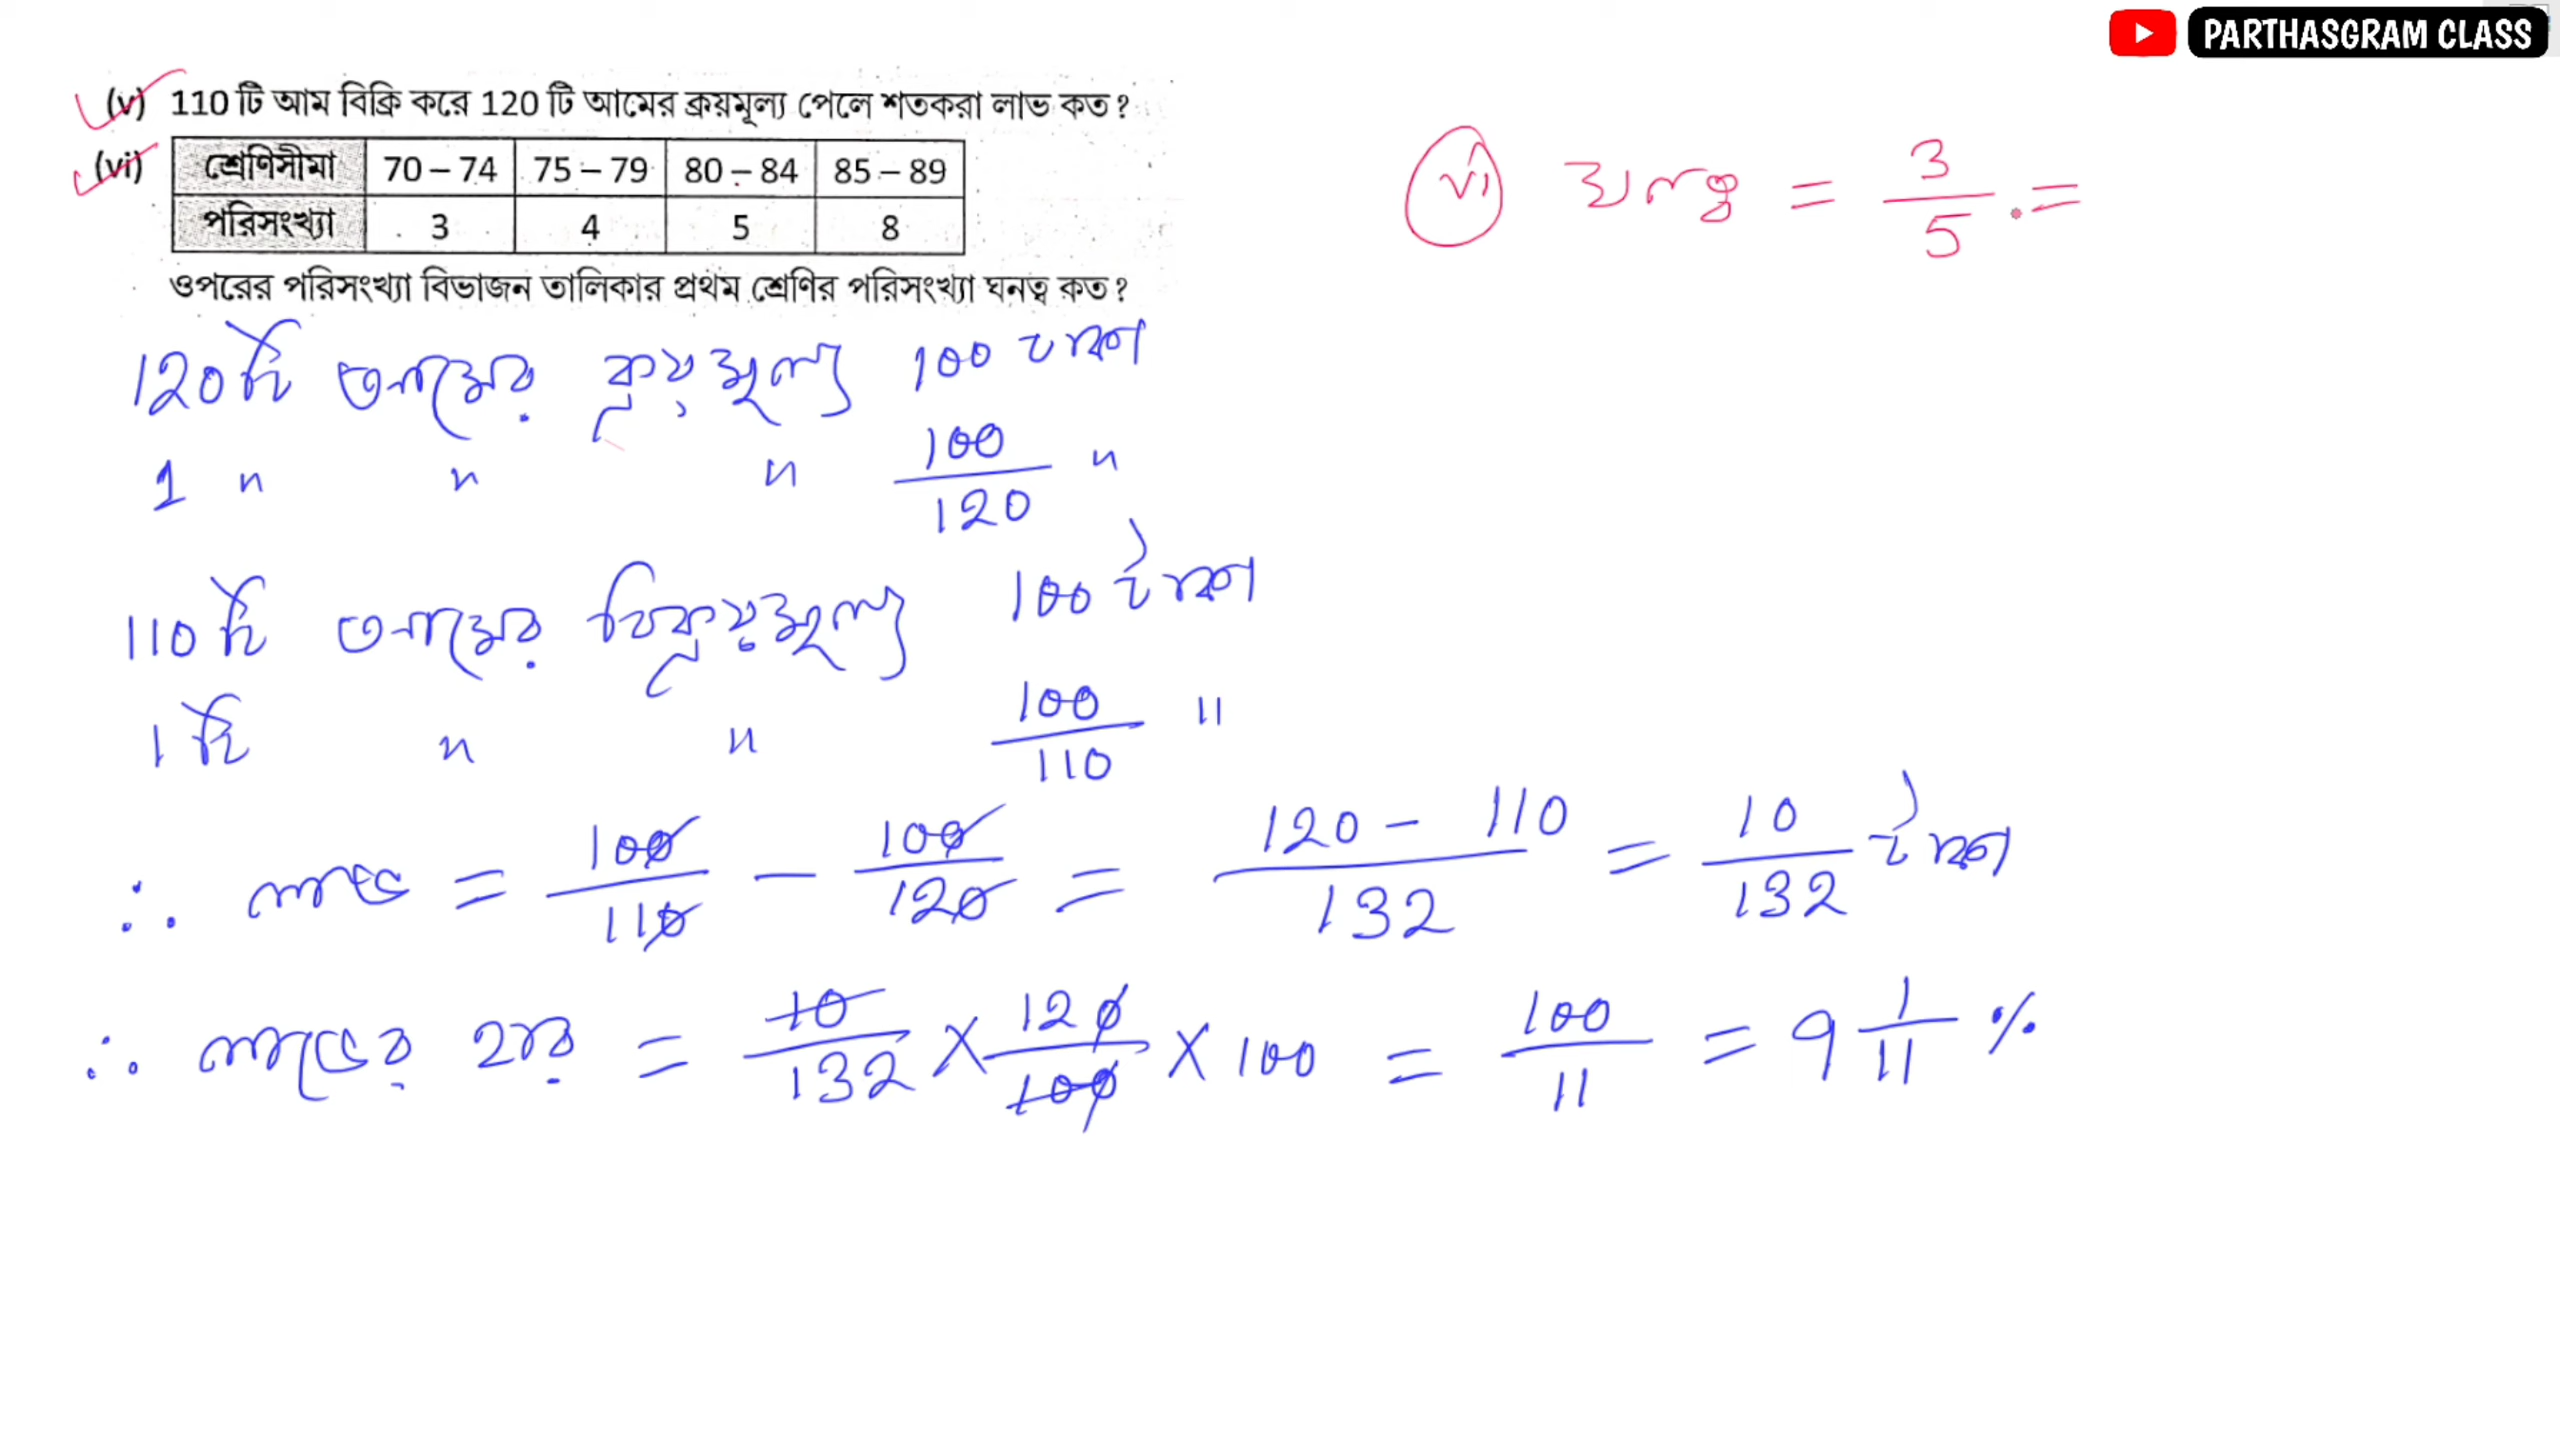 PARTHASGRAM CLASS
(v) 110 টি আম বিক্রি করে 120 টি আমের ক্রয়মূল্য পেলে শতকরা লাভ কত?
(vi) শ্রেণিসীমা 70 – 74 75 – 79 80 – 84 85 – 89
পরিসংখ্যা 3 4 5 8
ওপরের পরিসংখ্যা বিভাজন তালিকার প্রথম শ্রেণির পরিসংখ্যা ঘনত্ব কত?
vi ঘনত্ব = 3/5 =
120টি আমের ক্রয়মূল্য 100 টাকা
1 " " " 100/120 "
110টি আমের বিক্রয়মূল্য 100 টাকা
1টি " " 100/110 "
∴ লাভ = 100/110 – 100/120 = 120 – 110/132 = 10/132 টাকা
∴ লাভের হার = 10/132 × 120/100 × 100 = 100/11 = 9 1/11 %